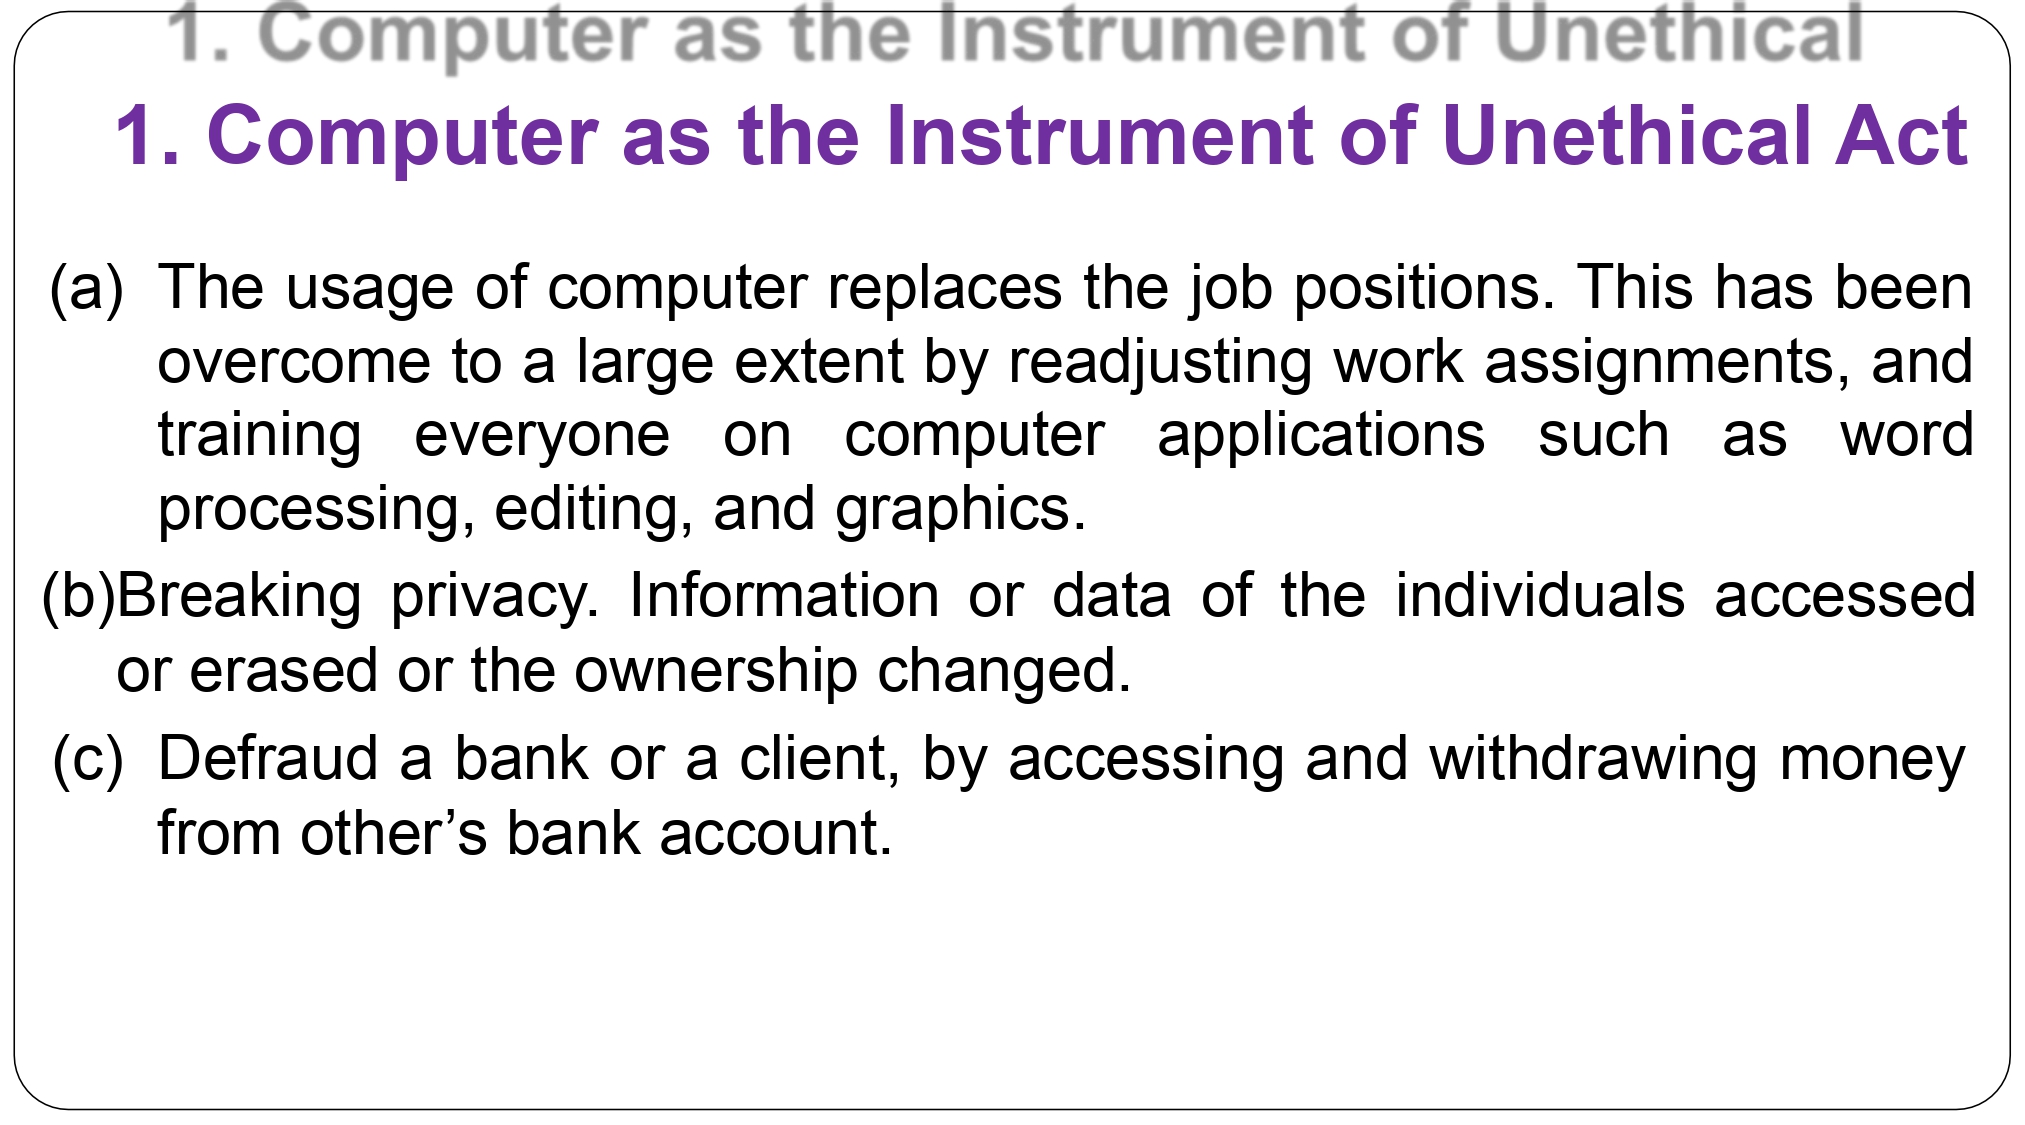 1. Computer as the Instrument of Unethical
1. Computer as the Instrument of Unethical Act
(a) The usage of computer replaces the job positions. This has been
overcome to a large extent by readjusting work assignments, and
training everyone on computer applications such as word
processing, editing, and graphics.
(b)Breaking privacy. Information or data of the individuals accessed
or erased or the ownership changed.
(c) Defraud a bank or a client, by accessing and withdrawing money
from other’s bank account.